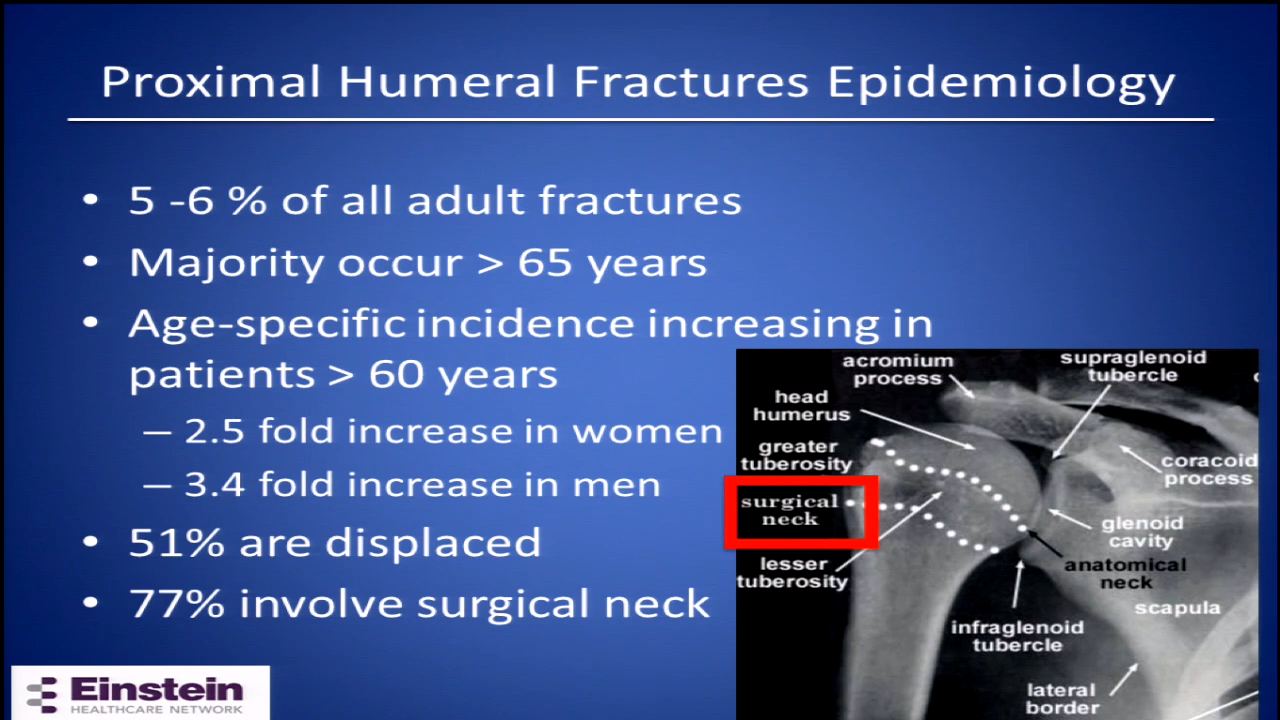 Proximal Humeral Fractures Epidemiology
• 5 -6 % of all adult fractures
• Majority occur > 65 years
• Age-specific incidence increasing in
patients > 60 years
– 2.5 fold increase in women
– 3.4 fold increase in men
• 51% are displaced
• 77% involve surgical neck
acromium
process
supraglenoid
tubercle
head
humerus
greater
tuberosity
coracoid
process
surgical
neck
glenoid
cavity
lesser
tuberosity
anatomical
neck
scapula
infraglenoid
tubercle
lateral
border
Einstein
HEALTHCARE NETWORK